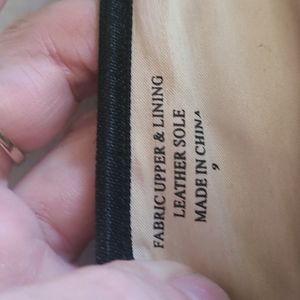 FABRIC UPPER & LINING
LEATHER SOLE
MADE IN CHINA
9